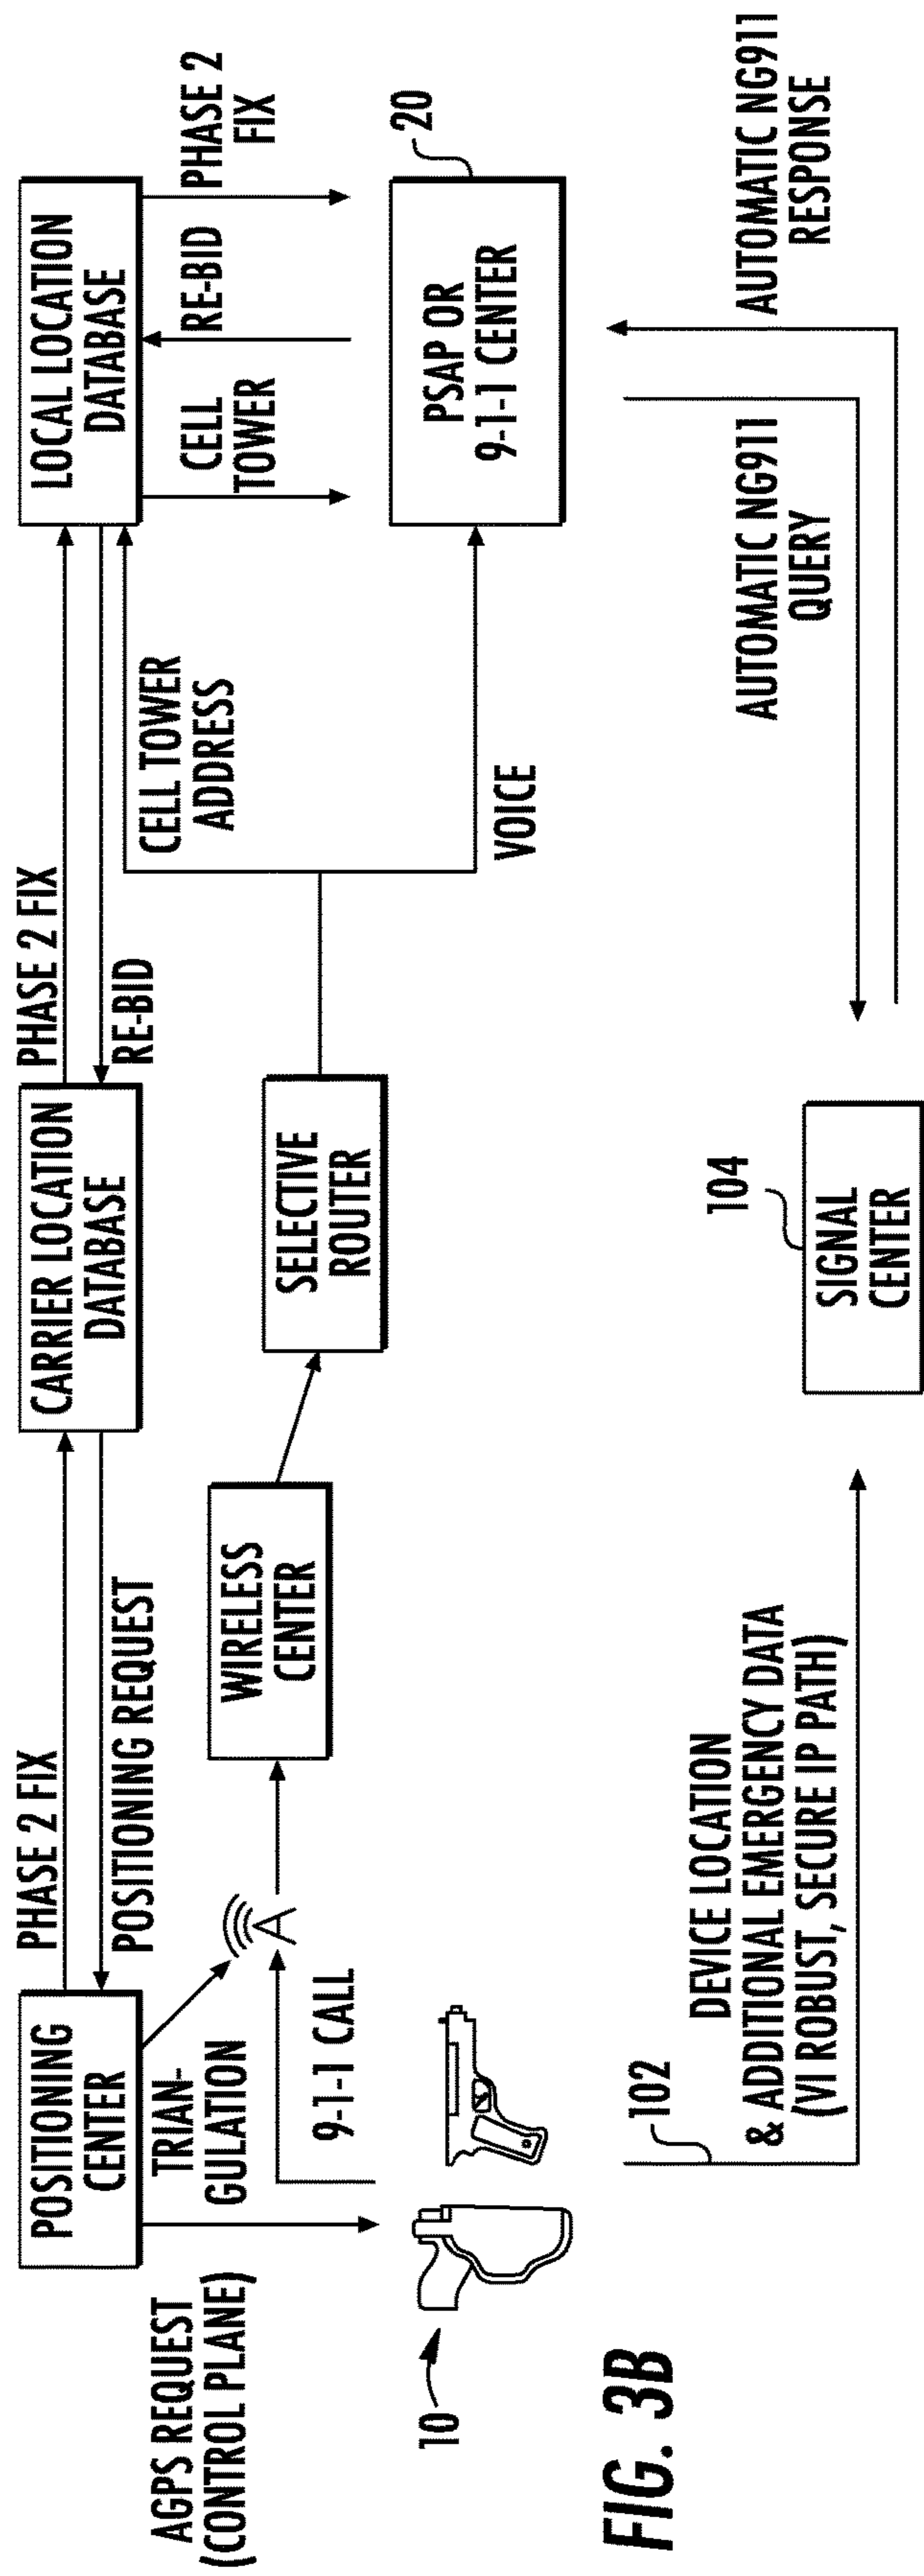 PHASE 2 FIX
PHASE 2 FIX
POSITIONING
CENTER
CARRIER LOCATION
DATABASE
LOCAL LOCATION
DATABASE
POSITIONING REQUEST
RE-BID
AGPS REQUEST
(CONTROL PLANE)
TRIAN-
GULATION
CELL TOWER
ADDRESS
CELL
TOWER
RE-BID
PHASE 2
FIX
WIRELESS
CENTER
SELECTIVE
ROUTER
9-1-1 CALL
10
20
PSAP OR
9-1-1 CENTER
VOICE
FIG. 3B
102
DEVICE LOCATION
& ADDITIONAL EMERGENCY DATA
(VI ROBUST, SECURE IP PATH)
104
SIGNAL
CENTER
AUTOMATIC NG911
QUERY
AUTOMATIC NG911
RESPONSE